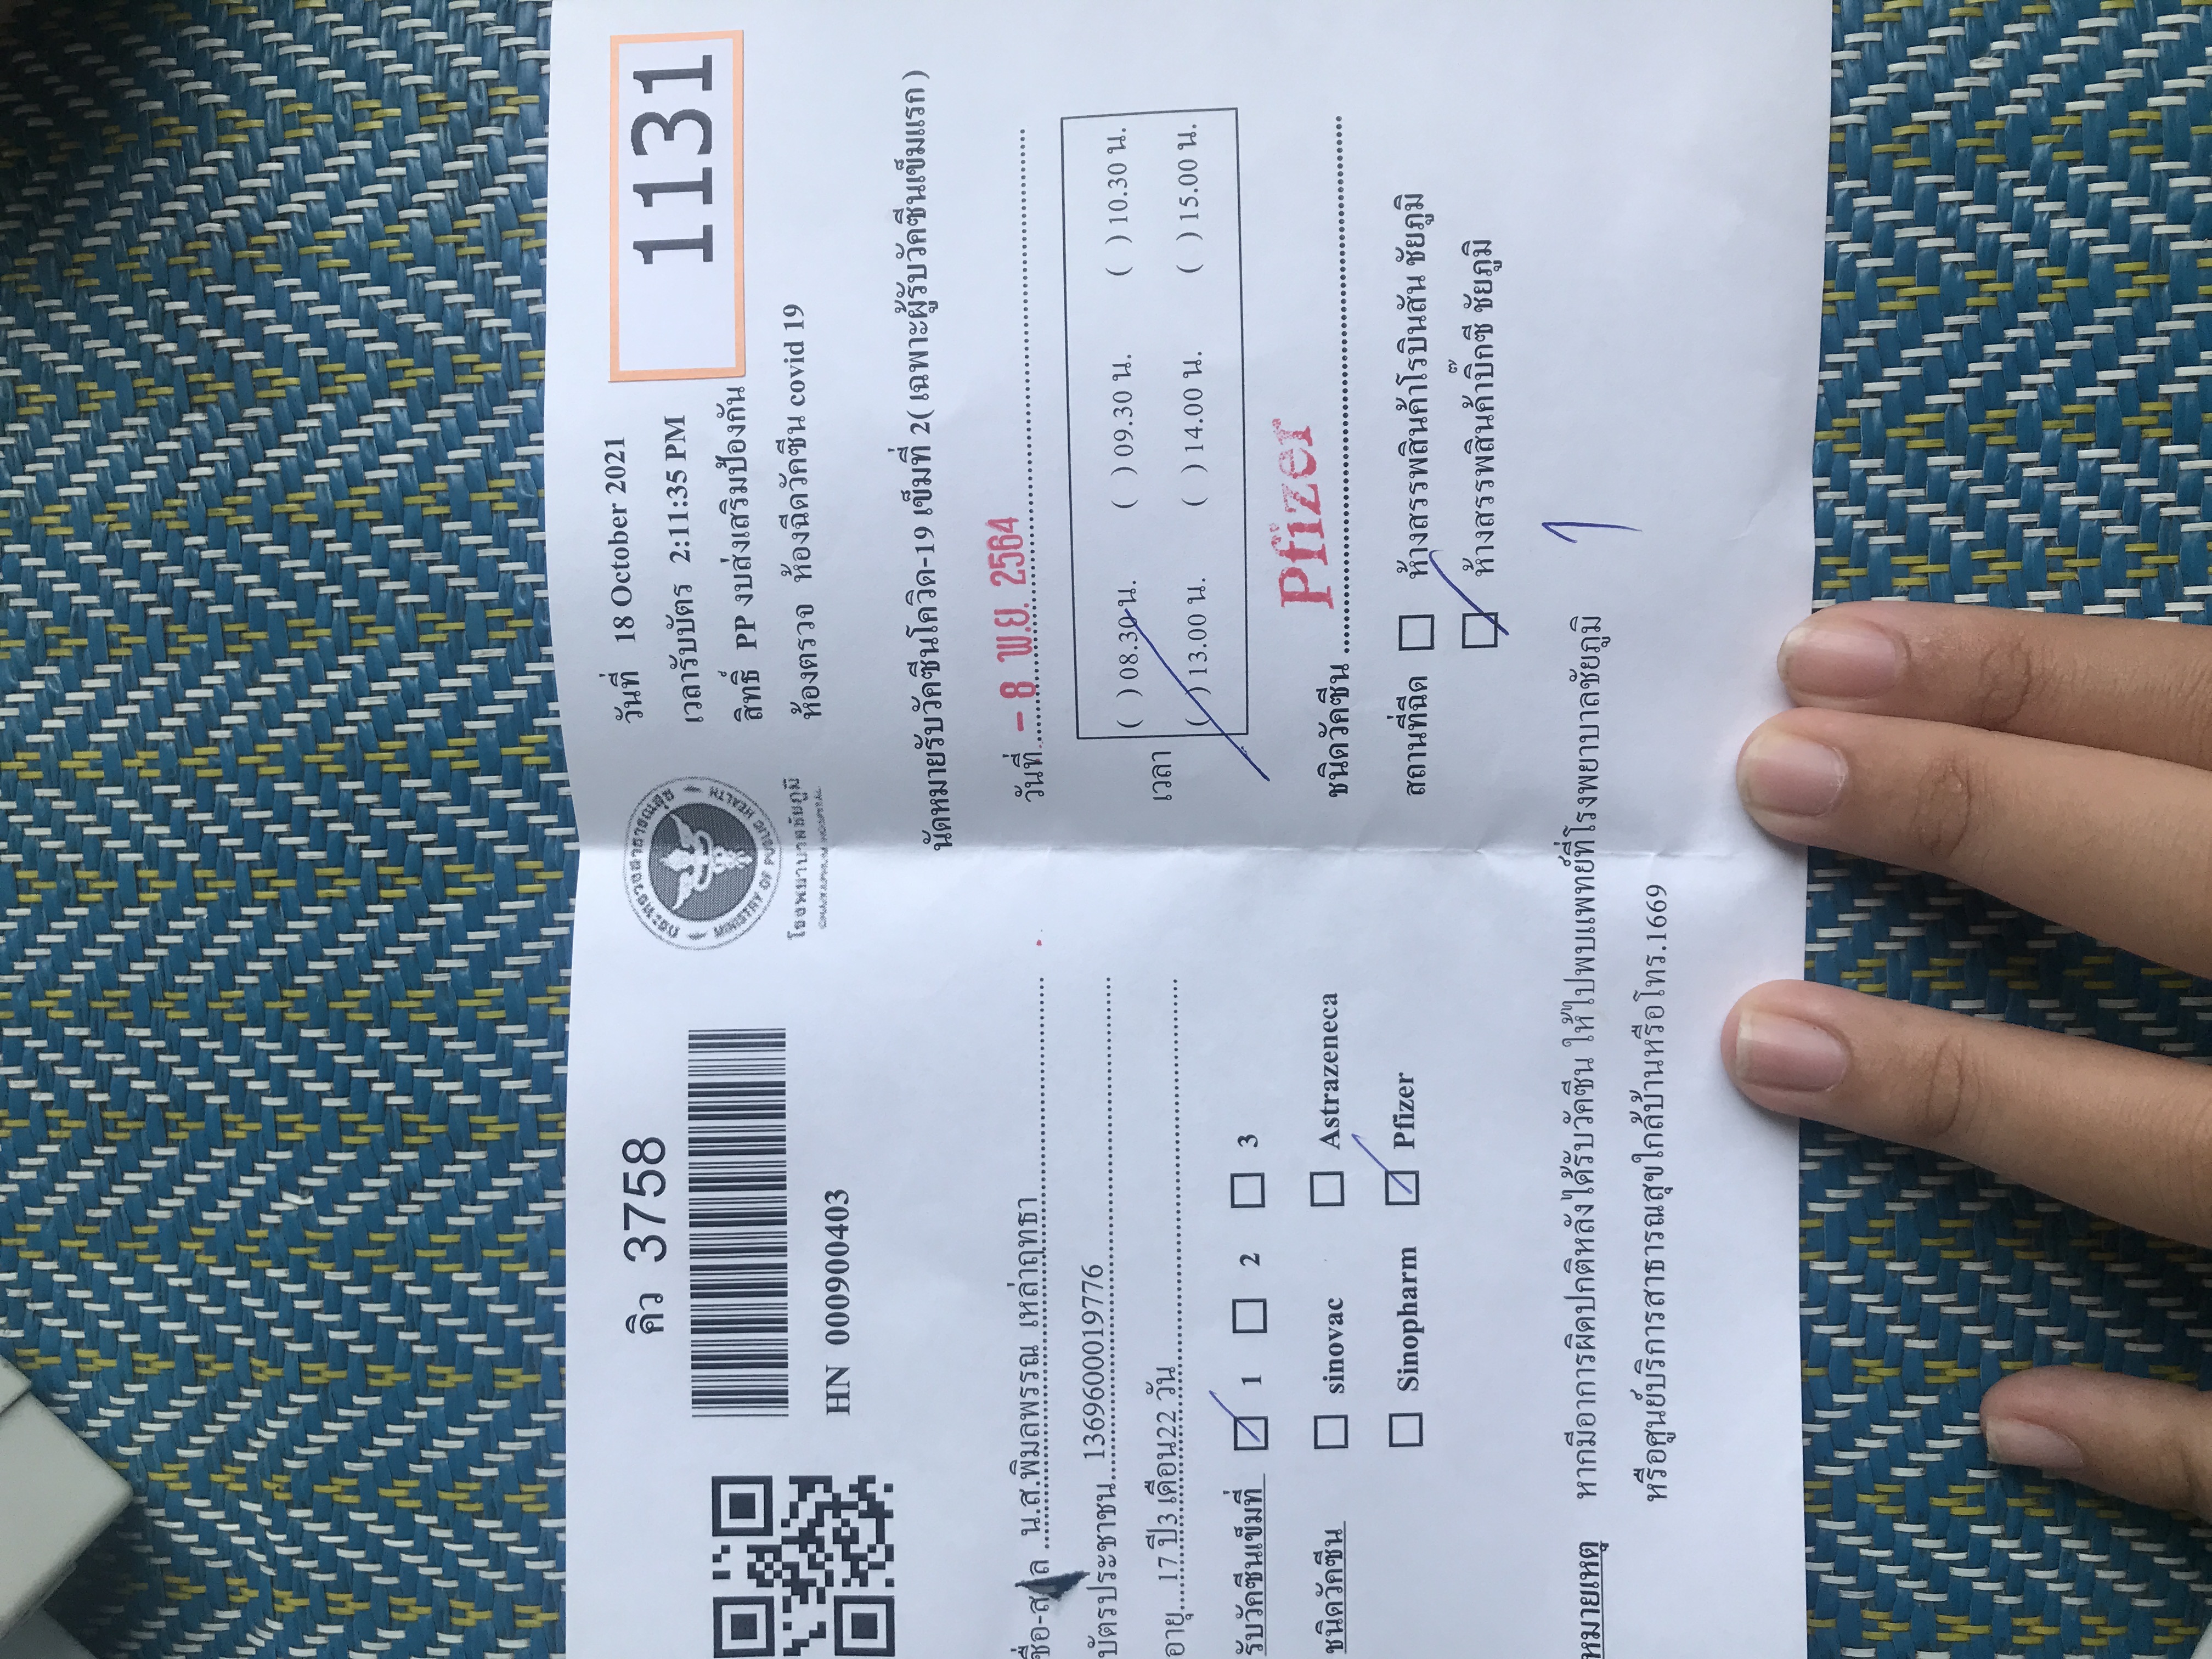 คิว 3758
HN 000900403
กระทรวงสาธารณสุข
MINISTRY OF PUBLIC HEALTH
โรงพยาบาลชัยภูมิ
CHAIYAPHUM HOSPITAL
วันที่ 18 October 2021
เวลารับบัตร 2:11:35 PM
สิทธิ์ PP งบส่งเสริมป้องกัน
ห้องตรวจ ห้องฉีดวัคซีน covid 19
1131
ชื่อ-สกุล น.ส.พิมลพรรณ เหล่าฤทธา
บัตรประชาชน 1369600019776
อายุ 17 ปี3 เดือน22 วัน
รับวัคซีนเข็มที่ 1 2 3
ชนิดวัคซีน sinovac Astrazeneca
Sinopharm Pfizer
นัดหมายรับวัคซีนโควิด-19 เข็มที่ 2( เฉพาะผู้รับวัคซีนเข็มแรก )
วันที่ - 8 พ.ย. 2564
เวลา
( ) 08.30 น. ( ) 09.30 น. ( ) 10.30 น.
( ) 13.00 น. ( ) 14.00 น. ( ) 15.00 น.
ชนิดวัคซีน Pfizer
สถานที่ฉีด ห้างสรรพสินค้าโรบินสัน ชัยภูมิ
ห้างสรรพสินค้าบิ๊กซี ชัยภูมิ
หมายเหตุ หากมีอาการผิดปกติหลังได้รับวัคซีน ให้ไปพบแพทย์ที่โรงพยาบาลชัยภูมิ
หรือศูนย์บริการสาธารณสุขใกล้บ้านหรือโทร.1669
1